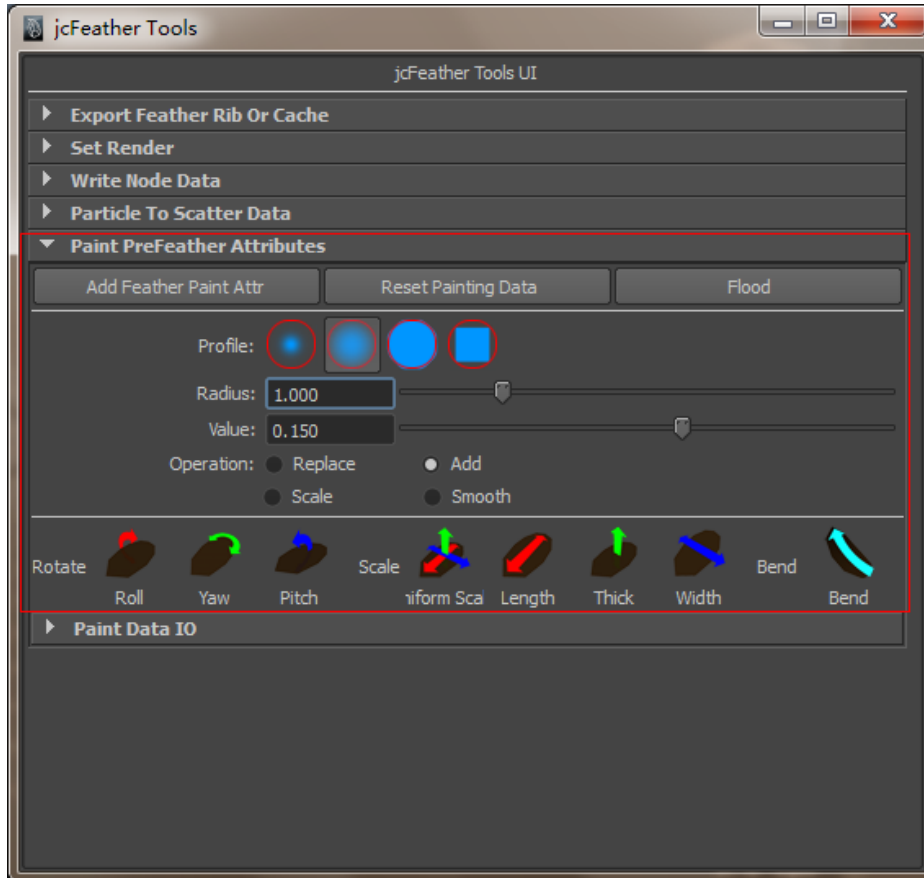 jcFeather Tools
jcFeather Tools UI
Export Feather Rib Or Cache
Set Render
Write Node Data
Particle To Scatter Data
Paint PreFeather Attributes
Add Feather Paint Attr Reset Painting Data Flood
Profile:
Radius: 1.000
Value: 0.150
Operation: Replace Add
Scale Smooth
Rotate Scale Bend
Roll Yaw Pitch niform Scal Length Thick Width Bend
Paint Data IO